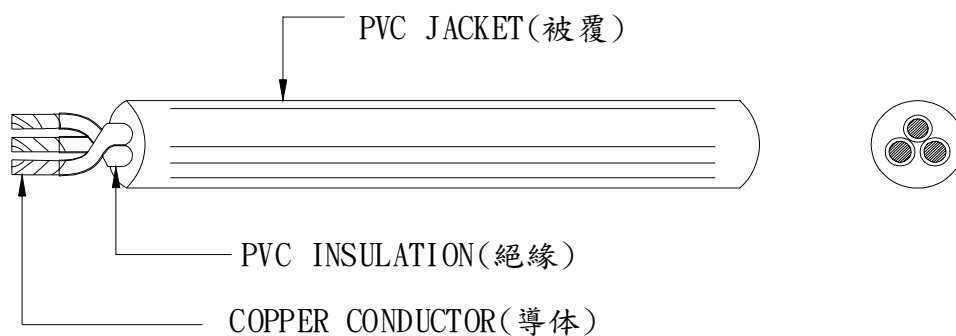 PVC JACKET(被覆)
PVC INSULATION(絕緣)
COPPER CONDUCTOR(導体)